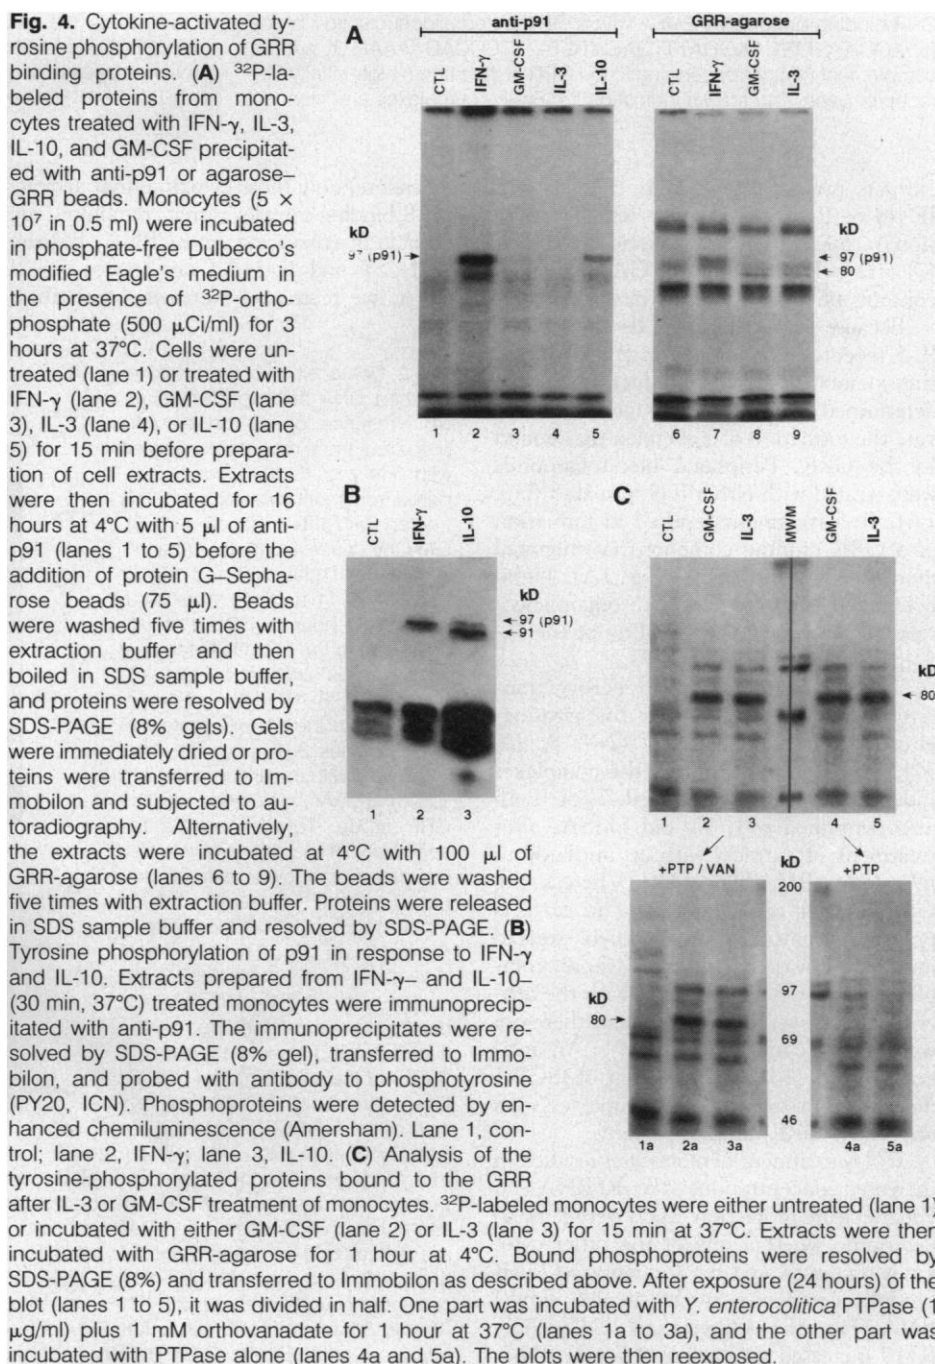 Fig. 4. Cytokine-activated ty-
rosine phosphorylation of GRR
binding proteins. (A) ³²P-la-
beled proteins from mono-
cytes treated with IFN-γ, IL-3,
IL-10, and GM-CSF precipitat-
ed with anti-p91 or agarose–
GRR beads. Monocytes (5 ×
10⁷ in 0.5 ml) were incubated
in phosphate-free Dulbecco's
modified Eagle's medium in
the presence of ³²P-ortho-
phosphate (500 μCi/ml) for 3
hours at 37°C. Cells were un-
treated (lane 1) or treated with
IFN-γ (lane 2), GM-CSF (lane
3), IL-3 (lane 4), or IL-10 (lane
5) for 15 min before prepara-
tion of cell extracts. Extracts
were then incubated for 16
hours at 4°C with 5 μl of anti-
p91 (lanes 1 to 5) before the
addition of protein G–Sepha-
rose beads (75 μl). Beads
were washed five times with
extraction buffer and then
boiled in SDS sample buffer,
and proteins were resolved by
SDS-PAGE (8% gels). Gels
were immediately dried or pro-
teins were transferred to Im-
mobilon and subjected to au-
toradiography. Alternatively,
the extracts were incubated at 4°C with 100 μl of
GRR-agarose (lanes 6 to 9). The beads were washed
five times with extraction buffer. Proteins were released
in SDS sample buffer and resolved by SDS-PAGE. (B)
Tyrosine phosphorylation of p91 in response to IFN-γ
and IL-10. Extracts prepared from IFN-γ– and IL-10–
(30 min, 37°C) treated monocytes were immunoprecip-
itated with anti-p91. The immunoprecipitates were re-
solved by SDS-PAGE (8% gel), transferred to Immo-
bilon, and probed with antibody to phosphotyrosine
(PY20, ICN). Phosphoproteins were detected by en-
hanced chemiluminescence (Amersham). Lane 1, con-
trol; lane 2, IFN-γ; lane 3, IL-10. (C) Analysis of the
tyrosine-phosphorylated proteins bound to the GRR
after IL-3 or GM-CSF treatment of monocytes. ³²P-labeled monocytes were either untreated (lane 1)
or incubated with either GM-CSF (lane 2) or IL-3 (lane 3) for 15 min at 37°C. Extracts were then
incubated with GRR-agarose for 1 hour at 4°C. Bound phosphoproteins were resolved by
SDS-PAGE (8%) and transferred to Immobilon as described above. After exposure (24 hours) of the
blot (lanes 1 to 5), it was divided in half. One part was incubated with Y. enterocolitica PTPase (1
μg/ml) plus 1 mM orthovanadate for 1 hour at 37°C (lanes 1a to 3a), and the other part was
incubated with PTPase alone (lanes 4a and 5a). The blots were then reexposed.
A
anti-p91
CTL IFN-γ GM-CSF IL-3 IL-10
kD
97 (p91)
1 2 3 4 5
GRR-agarose
CTL IFN-γ GM-CSF IL-3
kD
97 (p91)
80
6 7 8 9
B
CTL IFN-γ IL-10
kD
97 (p91)
91
1 2 3
C
CTL GM-CSF IL-3 MWM GM-CSF IL-3
80
1 2 3 4 5
+PTP / VAN
kD
+PTP
200
97
69
46
kD
80
1a 2a 3a
4a 5a